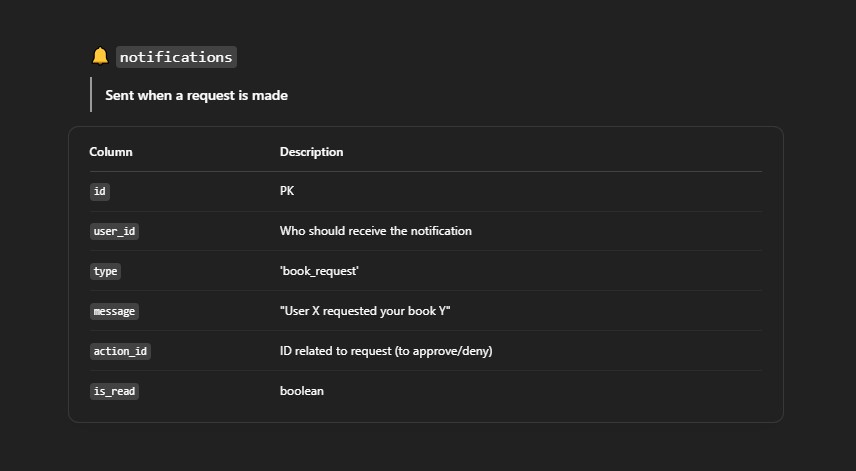 🔔 notifications
Sent when a request is made
Column Description
id PK
user_id Who should receive the notification
type 'book_request'
message "User X requested your book Y"
action_id ID related to request (to approve/deny)
is_read boolean